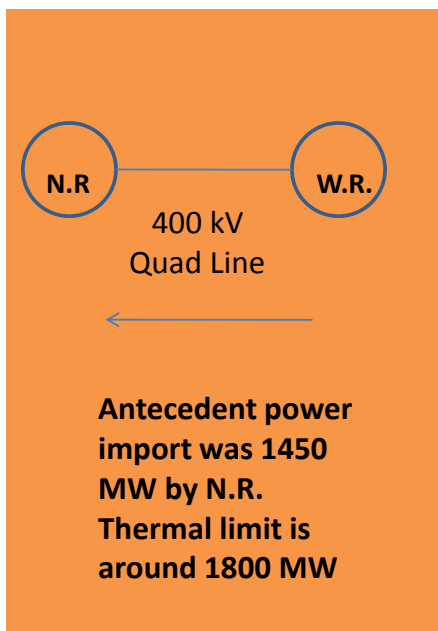 N.R
W.R.
400 kV
Quad Line
Antecedent power
import was 1450
MW by N.R.
Thermal limit is
around 1800 MW